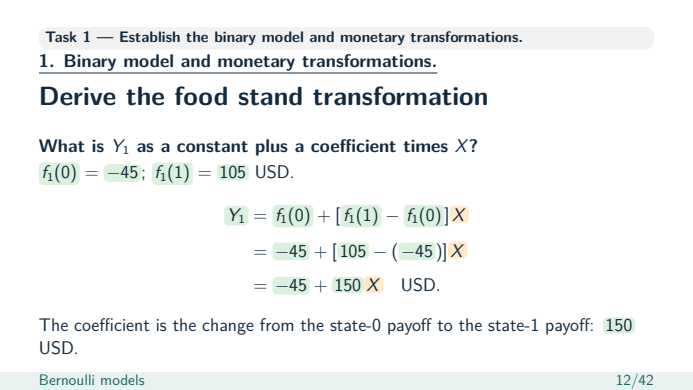 Task 1 — Establish the binary model and monetary transformations.
1. Binary model and monetary transformations.
Derive the food stand transformation
What is Y₁ as a constant plus a coefficient times X?
f₁(0) = −45; f₁(1) = 105 USD.
Y₁ = f₁(0) + [f₁(1) − f₁(0)]X
= −45 + [105 − (−45)]X
= −45 + 150 X USD.
The coefficient is the change from the state-0 payoff to the state-1 payoff: 150
USD.
Bernoulli models 12/42